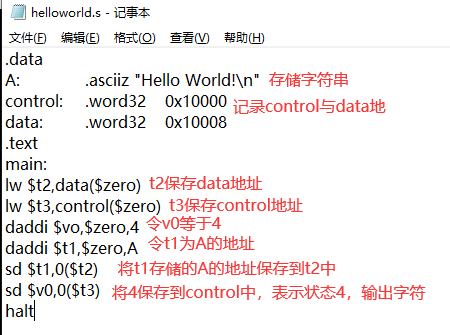 helloworld.s - 记事本
文件(F) 编辑(E) 格式(O) 查看(V) 帮助(H)
.data
A: .asciiz "Hello World!\n" 存储字符串
control: .word32 0x10000 记录control与data地
data: .word32 0x10008
.text
main:
lw $t2,data($zero) t2保存data地址
lw $t3,control($zero) t3保存control地址
daddi $vo,$zero,4 令v0等于4
daddi $t1,$zero,A 令t1为A的地址
sd $t1,0($t2) 将t1存储的A的地址保存到t2中
sd $v0,0($t3) 将4保存到control中，表示状态4，输出字符
halt